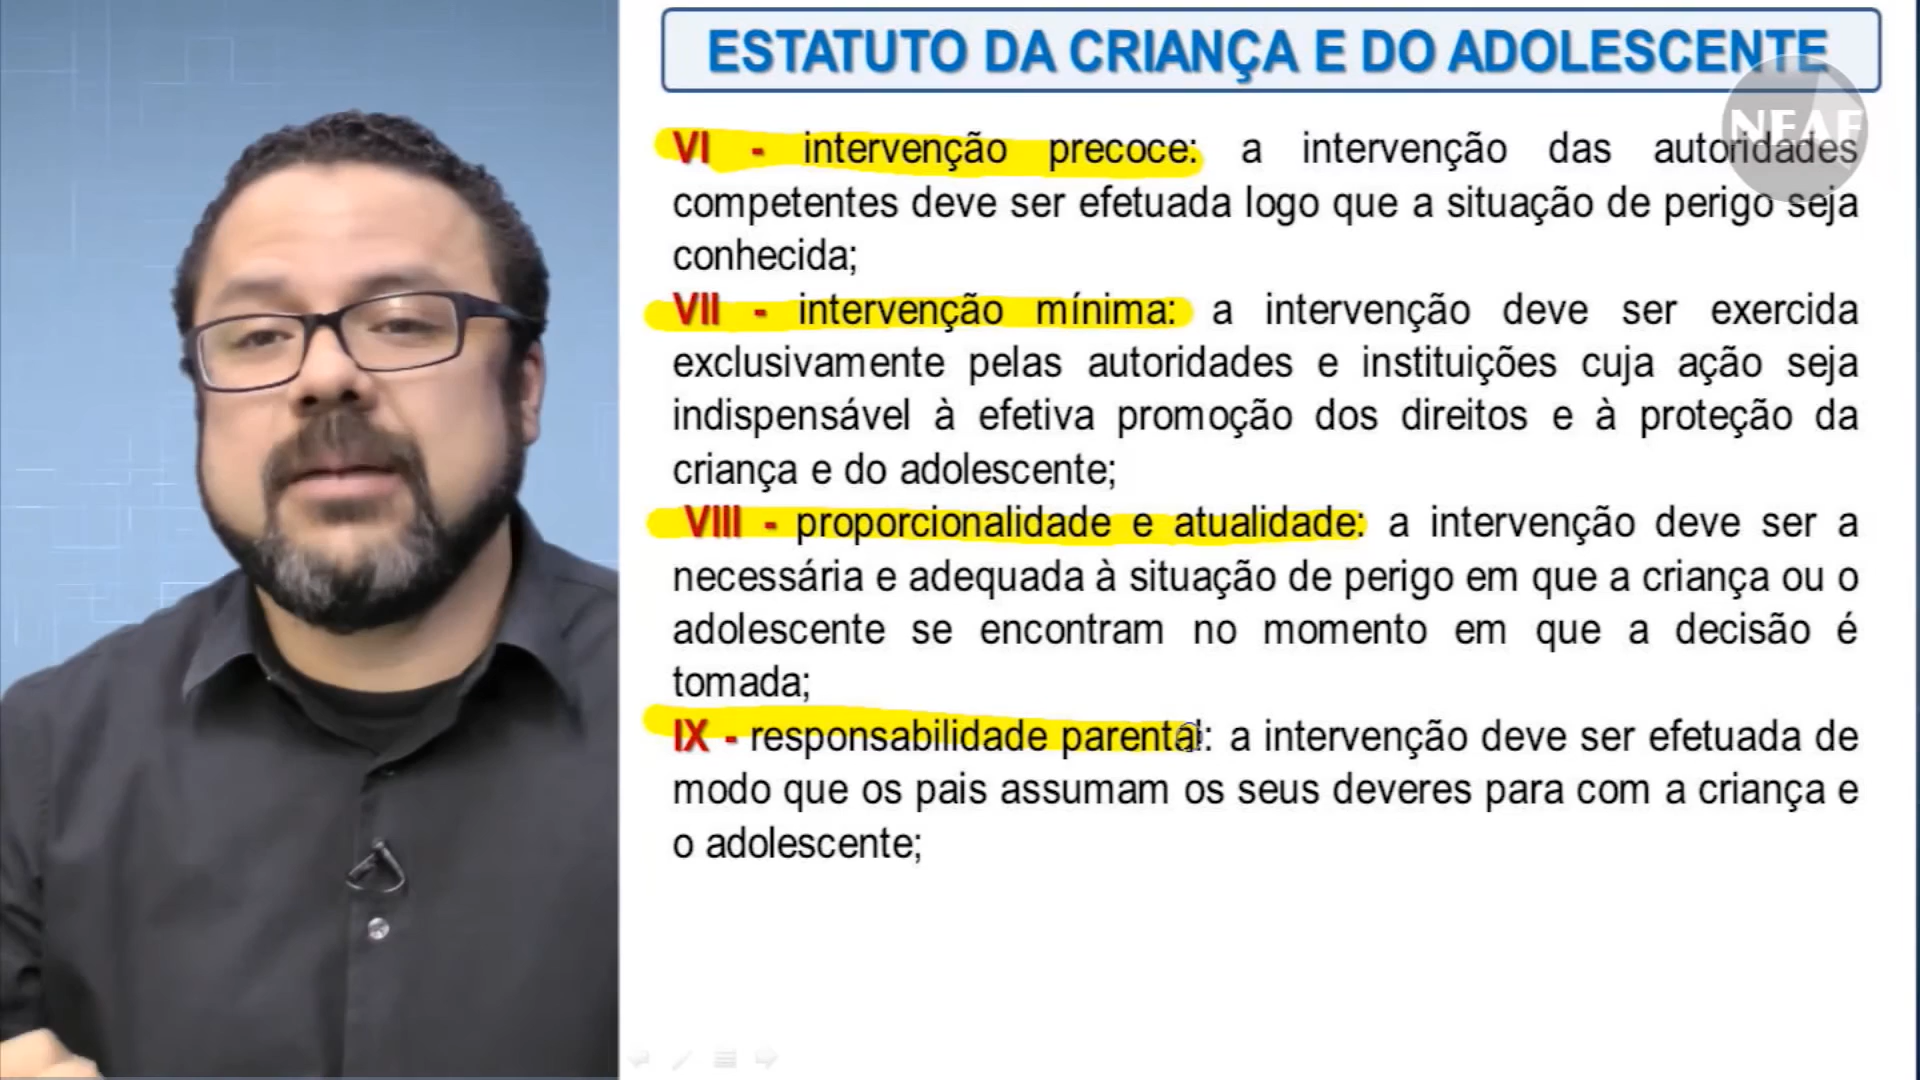 ESTATUTO DA CRIANÇA E DO ADOLESCENTE
NEAF
VI - intervenção precoce: a intervenção das autoridades
competentes deve ser efetuada logo que a situação de perigo seja
conhecida;
VII - intervenção mínima: a intervenção deve ser exercida
exclusivamente pelas autoridades e instituições cuja ação seja
indispensável à efetiva promoção dos direitos e à proteção da
criança e do adolescente;
VIII - proporcionalidade e atualidade: a intervenção deve ser a
necessária e adequada à situação de perigo em que a criança ou o
adolescente se encontram no momento em que a decisão é
tomada;
IX - responsabilidade parental: a intervenção deve ser efetuada de
modo que os pais assumam os seus deveres para com a criança e
o adolescente;